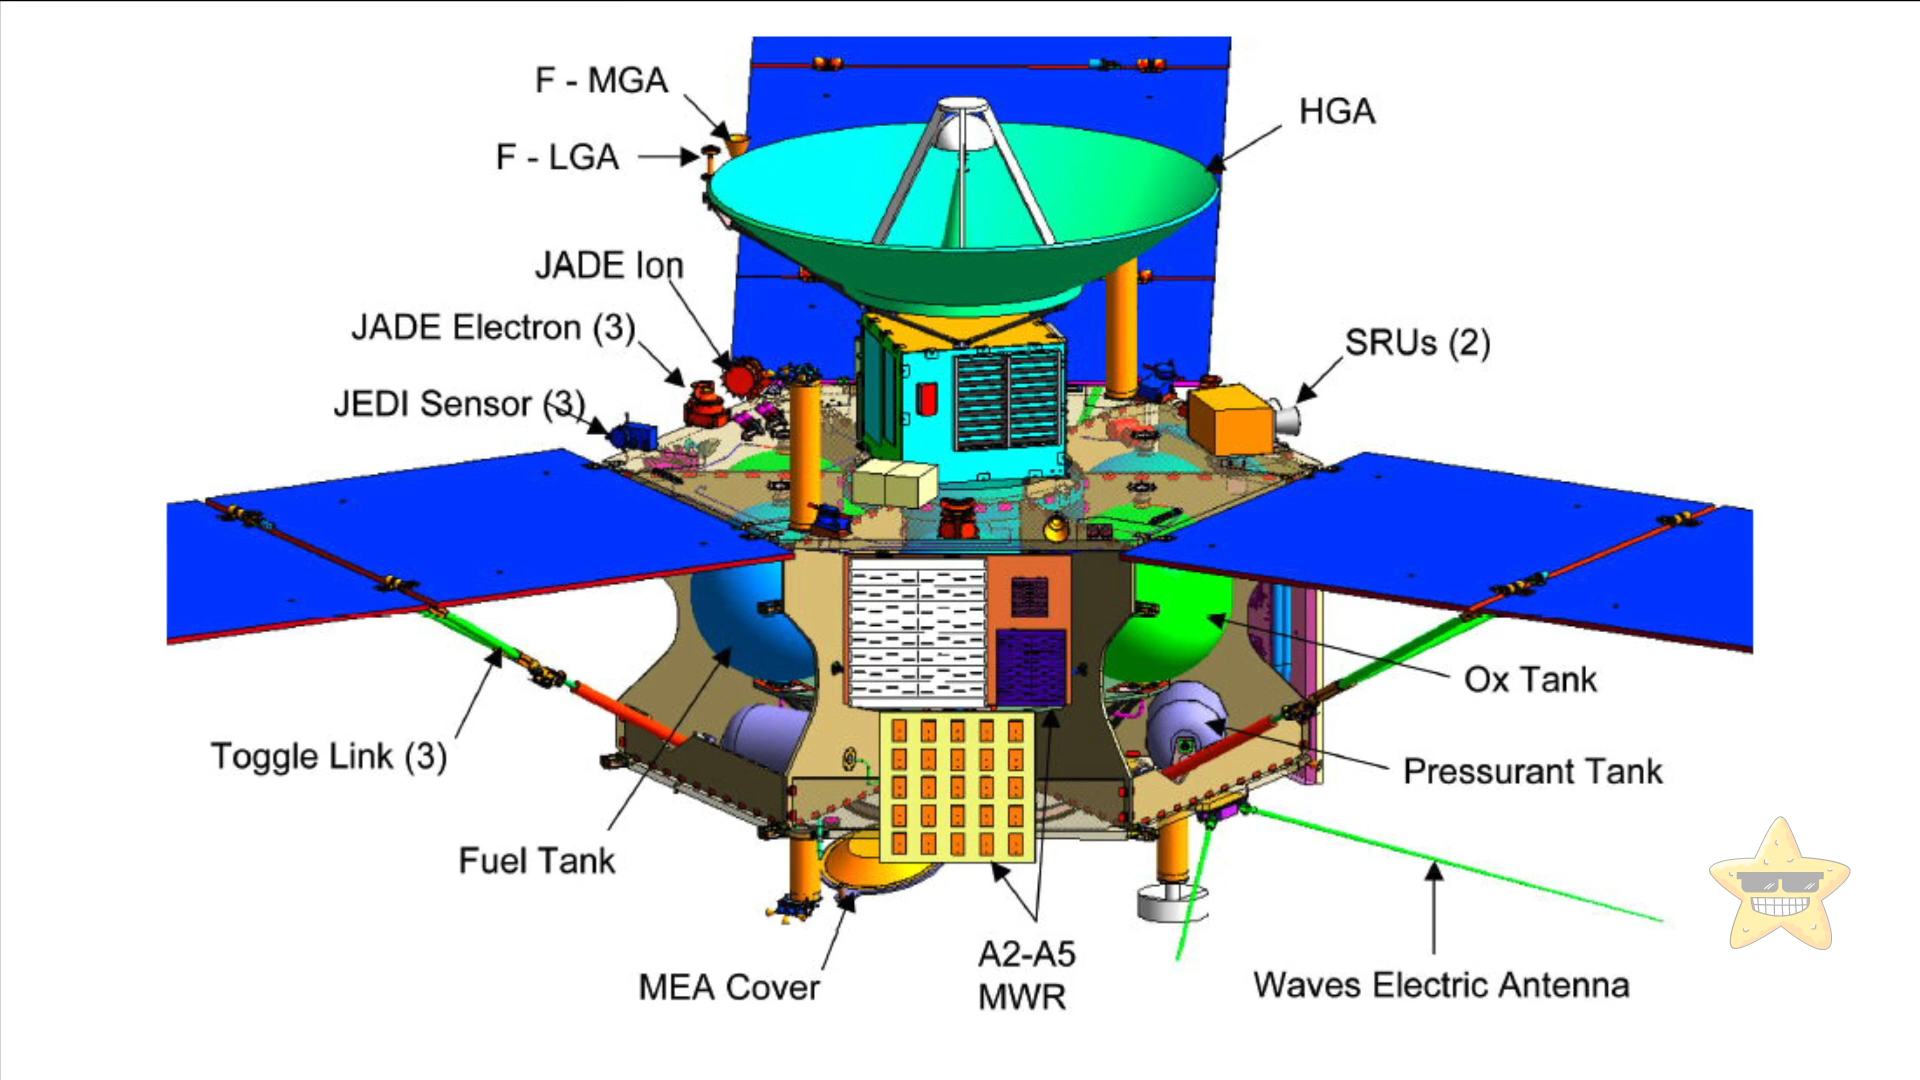 F - MGA
HGA
F - LGA
JADE Ion
JADE Electron (3)
SRUs (2)
JEDI Sensor (3)
Ox Tank
Toggle Link (3)
Pressurant Tank
Fuel Tank
A2-A5
MWR
MEA Cover
Waves Electric Antenna